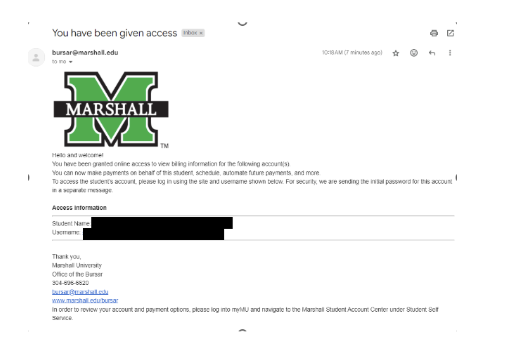 You have been given access Inbox ×
bursar@marshall.edu 10:18AM (7 minutes ago)
to me
MARSHALL
TM
Hello and welcome!
You have been granted online access to view billing information for the following account(s).
You can now make payments on behalf of this student, schedule, automate future payments, and more.
To access the student's account, please log in using the site and username shown below. For security, we are sending the initial password for this account
in a separate message.
Access Information
Student Name:
Username:
Thank you,
Marshall University
Office of the Bursar
304-696-6620
bursar@marshall.edu
www.marshall.edu/bursar
In order to review your account and payment options, please log into myMU and navigate to the Marshall Student Account Center under Student Self
Service.